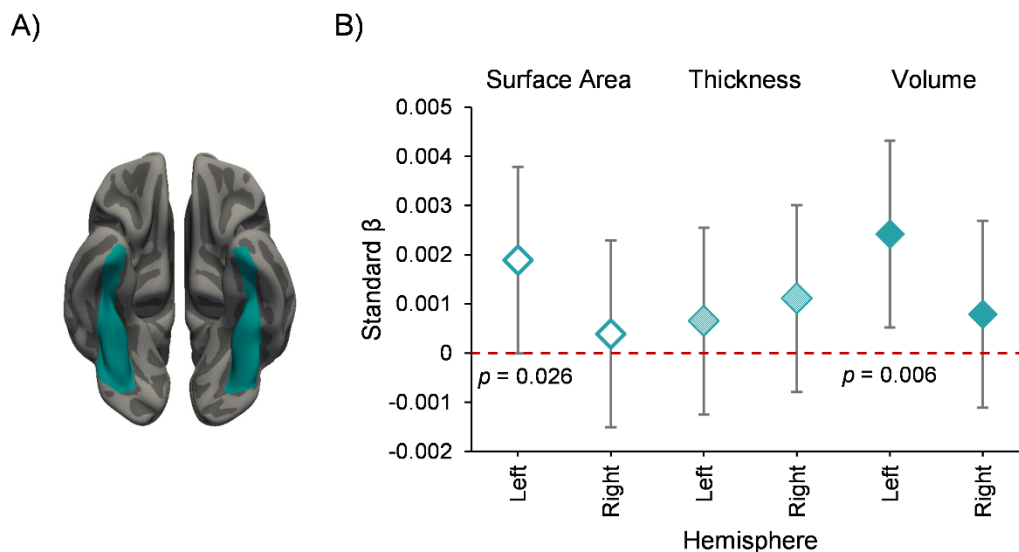 A)
B)
Surface Area Thickness Volume
0.005
0.004
0.003
0.002
0.001
0
-0.001
-0.002
Standard β
p = 0.026
p = 0.006
Left Right Left Right Left Right
Hemisphere